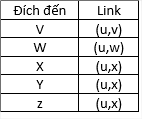 Đích đến Link
V (u,v)
W (u,w)
X (u,x)
Y (u,x)
z (u,x)